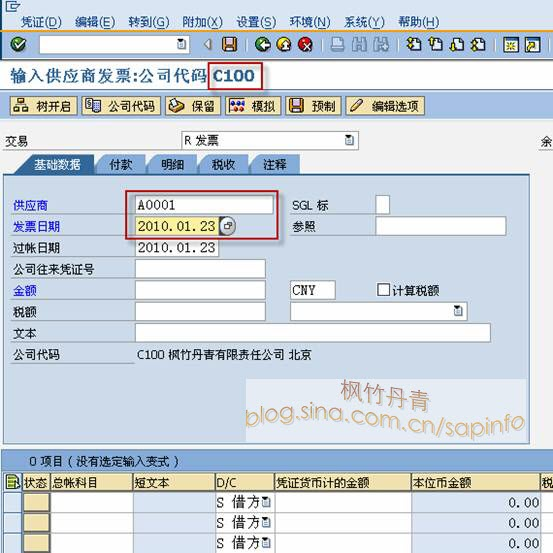 凭证(D) 编辑(E) 转到(G) 附加(X) 设置(S) 环境(N) 系统(Y) 帮助(H)
输入供应商发票:公司代码 C100
树开启 公司代码 保留 模拟 预制 编辑选项
交易 R 发票 余
基础数据 付款 明细 税收 注释
供应商 A0001 SGL 标
发票日期 2010.01.23 参照
过帐日期 2010.01.23
公司往来凭证号
金额 CNY 计算税额
税额
文本
公司代码 C100 枫竹丹青有限责任公司 北京
枫竹丹青
blog.sina.com.cn/sapinfo
0 项目 ( 没有选定输入变式 )
状态 总帐科目 短文本 D/C 凭证货币计的金额 本位币金额 税
S 借方 0.00
S 借方 0.00
S 借方 0.00